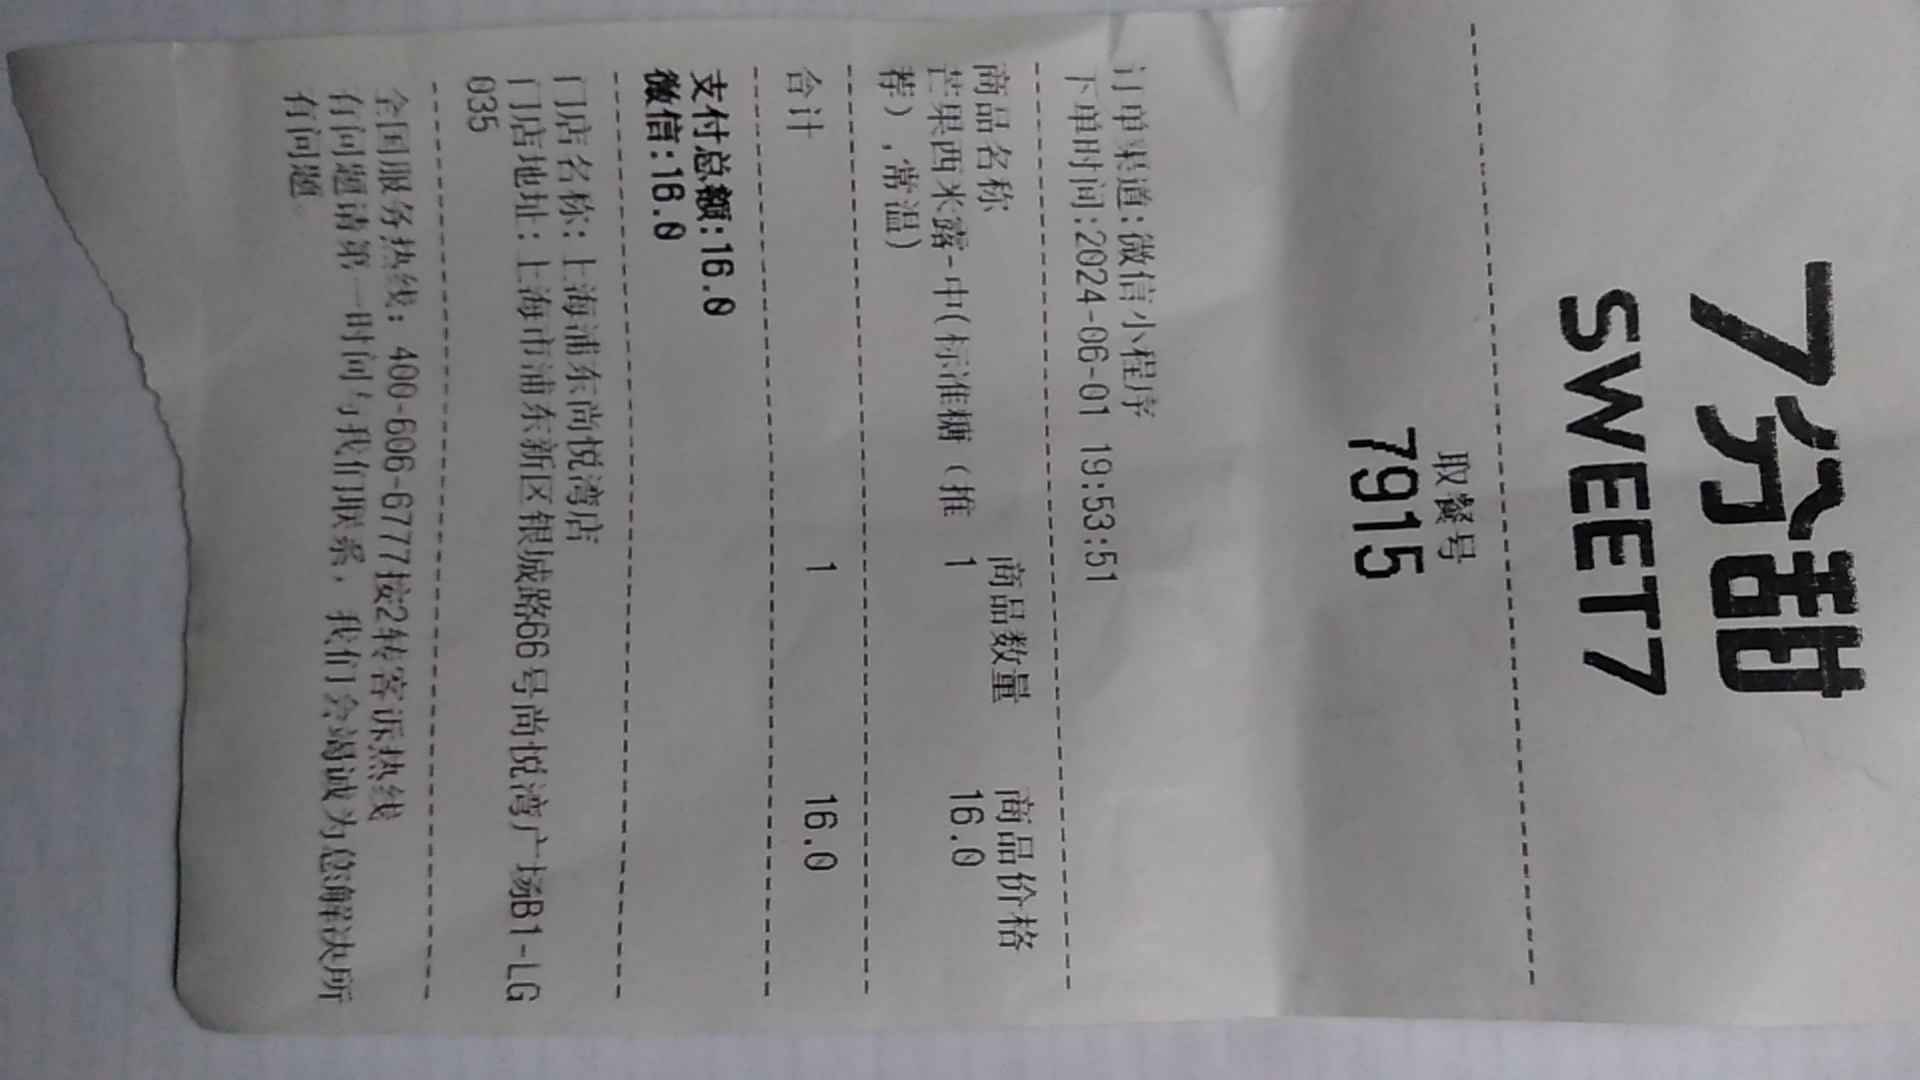 7分甜
SWEET7
取餐号
7915
订单渠道:微信小程序
下单时间:2024-06-01 19:53:51
商品名称 商品数量 商品价格
芒果西米露-中(标准糖（推 1 16.0
荐）,常温)
合计 1 16.0
支付总额:16.0
微信:16.0
门店名称: 上海浦东尚悦湾店
门店地址: 上海市浦东新区银城路66号尚悦湾广场B1-LG
035
全国服务热线: 400-606-6777按2转客诉热线
有问题请第一时间与我们联系, 我们会竭诚为您解决所
有问题。